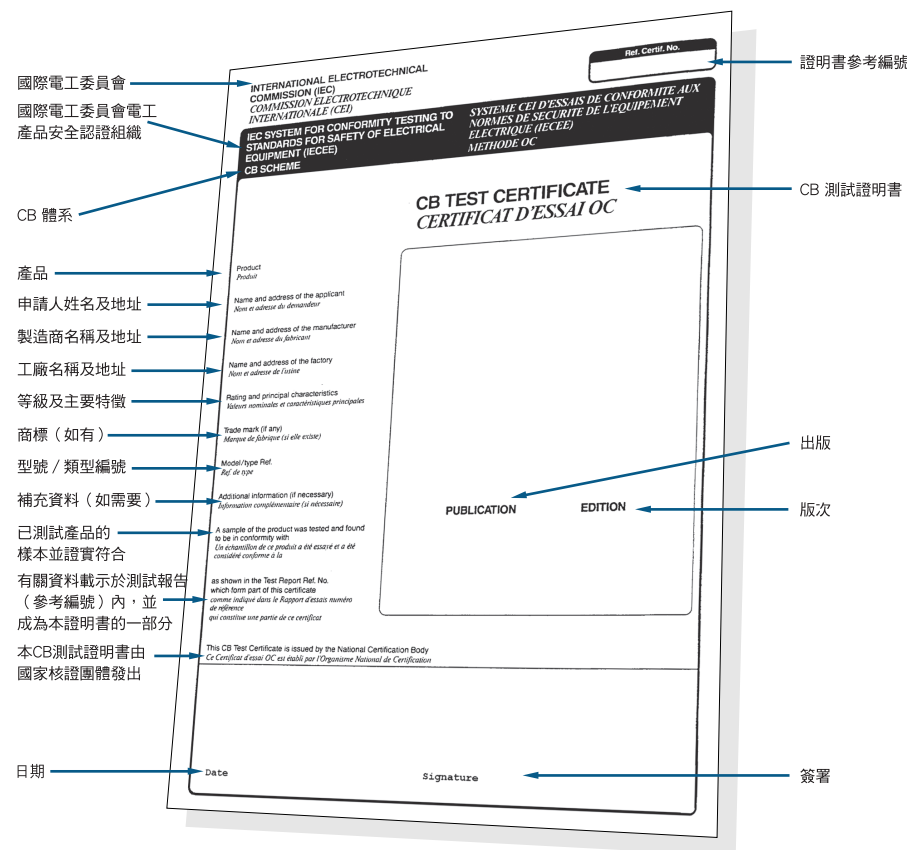 Ref. Certif. No.
證明書參考編號
國際電工委員會
INTERNATIONAL ELECTROTECHNICAL
COMMISSION (IEC)
COMMISSION ELECTROTECHNIQUE
INTERNATIONALE (CEI)
國際電工委員會電工
產品安全認證組織
IEC SYSTEM FOR CONFORMITY TESTING TO
STANDARDS FOR SAFETY OF ELECTRICAL
EQUIPMENT (IECEE)
CB SCHEME
SYSTEME CEI D'ESSAIS DE CONFORMITE AUX
NORMES DE SECURITE DE L'EQUIPEMENT
ELECTRIQUE (IECEE)
METHODE OC
CB 體系
CB TEST CERTIFICATE
CERTIFICAT D'ESSAI OC
CB 測試證明書
產品
Product
Produit
申請人姓名及地址
Name and address of the applicant
Nom et adresse du demandeur
製造商名稱及地址
Name and address of the manufacturer
Nom et adresse du fabricant
工廠名稱及地址
Name and address of the factory
Nom et adresse de l'usine
等級及主要特徵
Rating and principal characteristics
Valeurs nominales et caractéristiques principales
商標（如有）
Trade mark (if any)
Marque de fabrique (si elle existe)
型號／類型編號
Model/type Ref.
Ref. de type
補充資料（如需要）
Additional information (if necessary)
Information complémentaire (si nécessaire)
PUBLICATION
出版
EDITION
版次
已測試產品的
樣本並證實符合
A sample of the product was tested and found
to be in conformity with
Un échantillon de ce produit a été essayé et a été
considéré conforme à la
有關資料載示於測試報告
（參考編號）內，並
成為本證明書的一部分
as shown in the Test Report Ref. No.
which form part of this certificate
comme indiqué dans le Rapport d'essais numéro
de référence
qui constitue une partie de ce certificat
本CB測試證明書由
國家核證團體發出
This CB Test Certificate is issued by the National Certification Body
Ce Certificat d'essai OC est établi par l'Organisme National de Certification
日期
Date
Signature
簽署